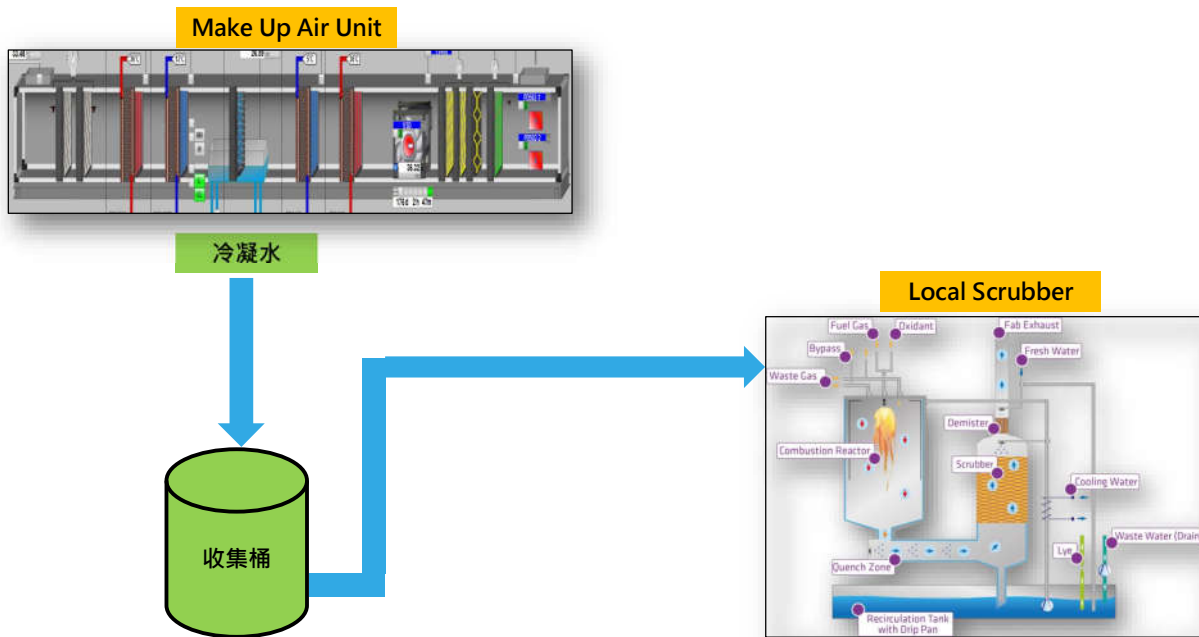 Make Up Air Unit
冷凝水
收集桶
Local Scrubber
Fuel Gas
Oxidant
Fab Exhaust
Bypass
Fresh Water
Waste Gas
Demister
Combustion Reactor
Scrubber
Cooling Water
Waste Water (Drain
Lye
Quench Zone
Recirculation Tank
with Drip Pan